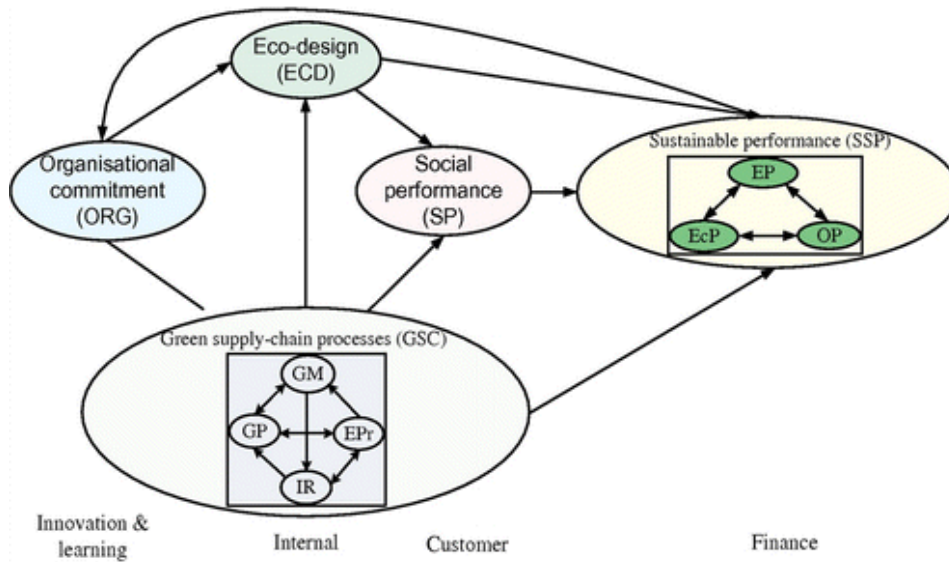 Eco-design
(ECD)
Organisational
commitment
(ORG)
Social
performance
(SP)
Sustainable performance (SSP)
EP
EcP
OP
Green supply-chain processes (GSC)
GM
GP
EPr
IR
Innovation &
learning
Internal
Customer
Finance